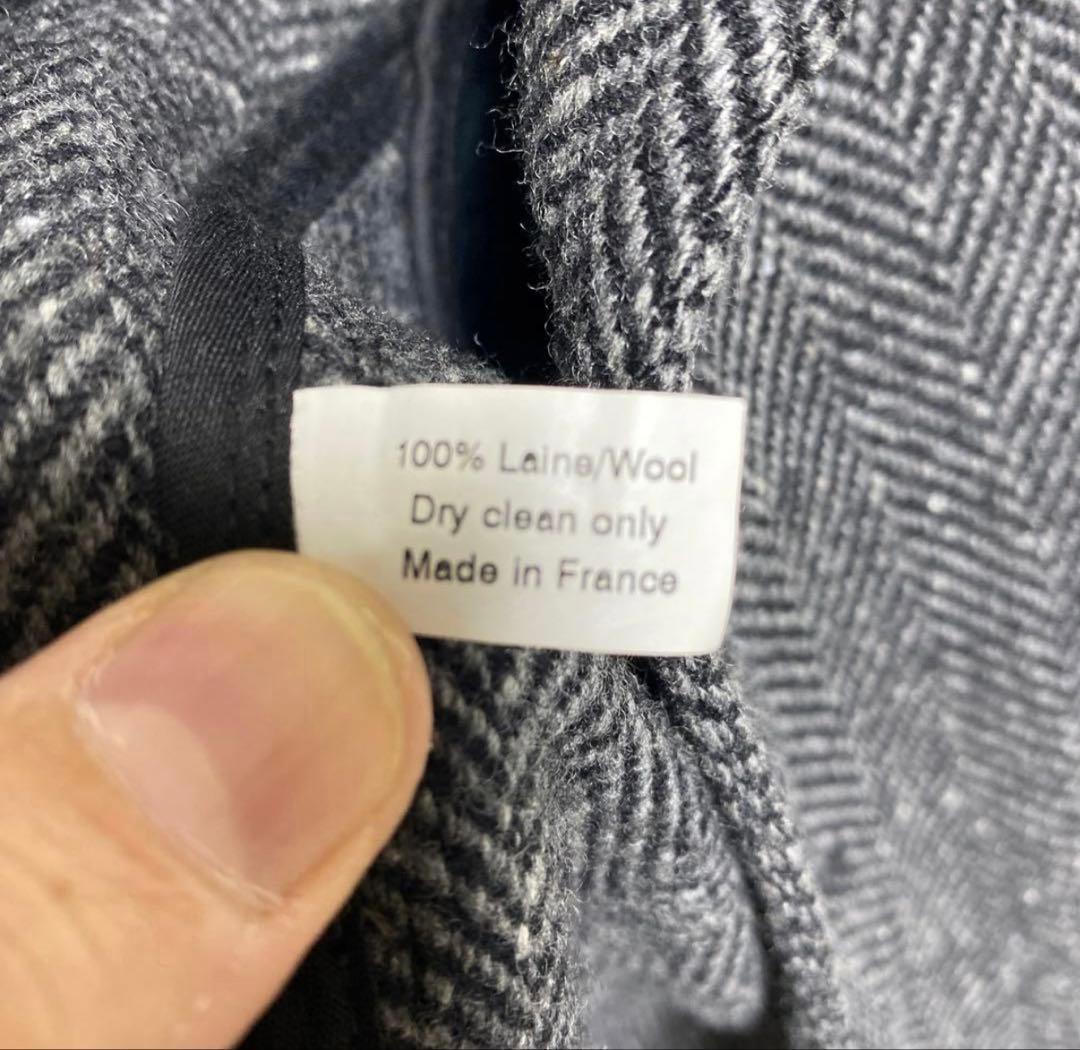 100% Laine/Wool
Dry clean only
Made in France